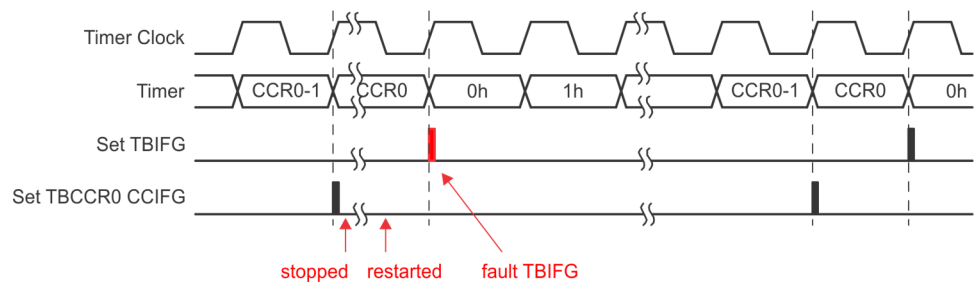 Timer Clock
Timer CCR0-1 CCR0 0h 1h CCR0-1 CCR0 0h
Set TBIFG
Set TBCCR0 CCIFG
stopped restarted fault TBIFG